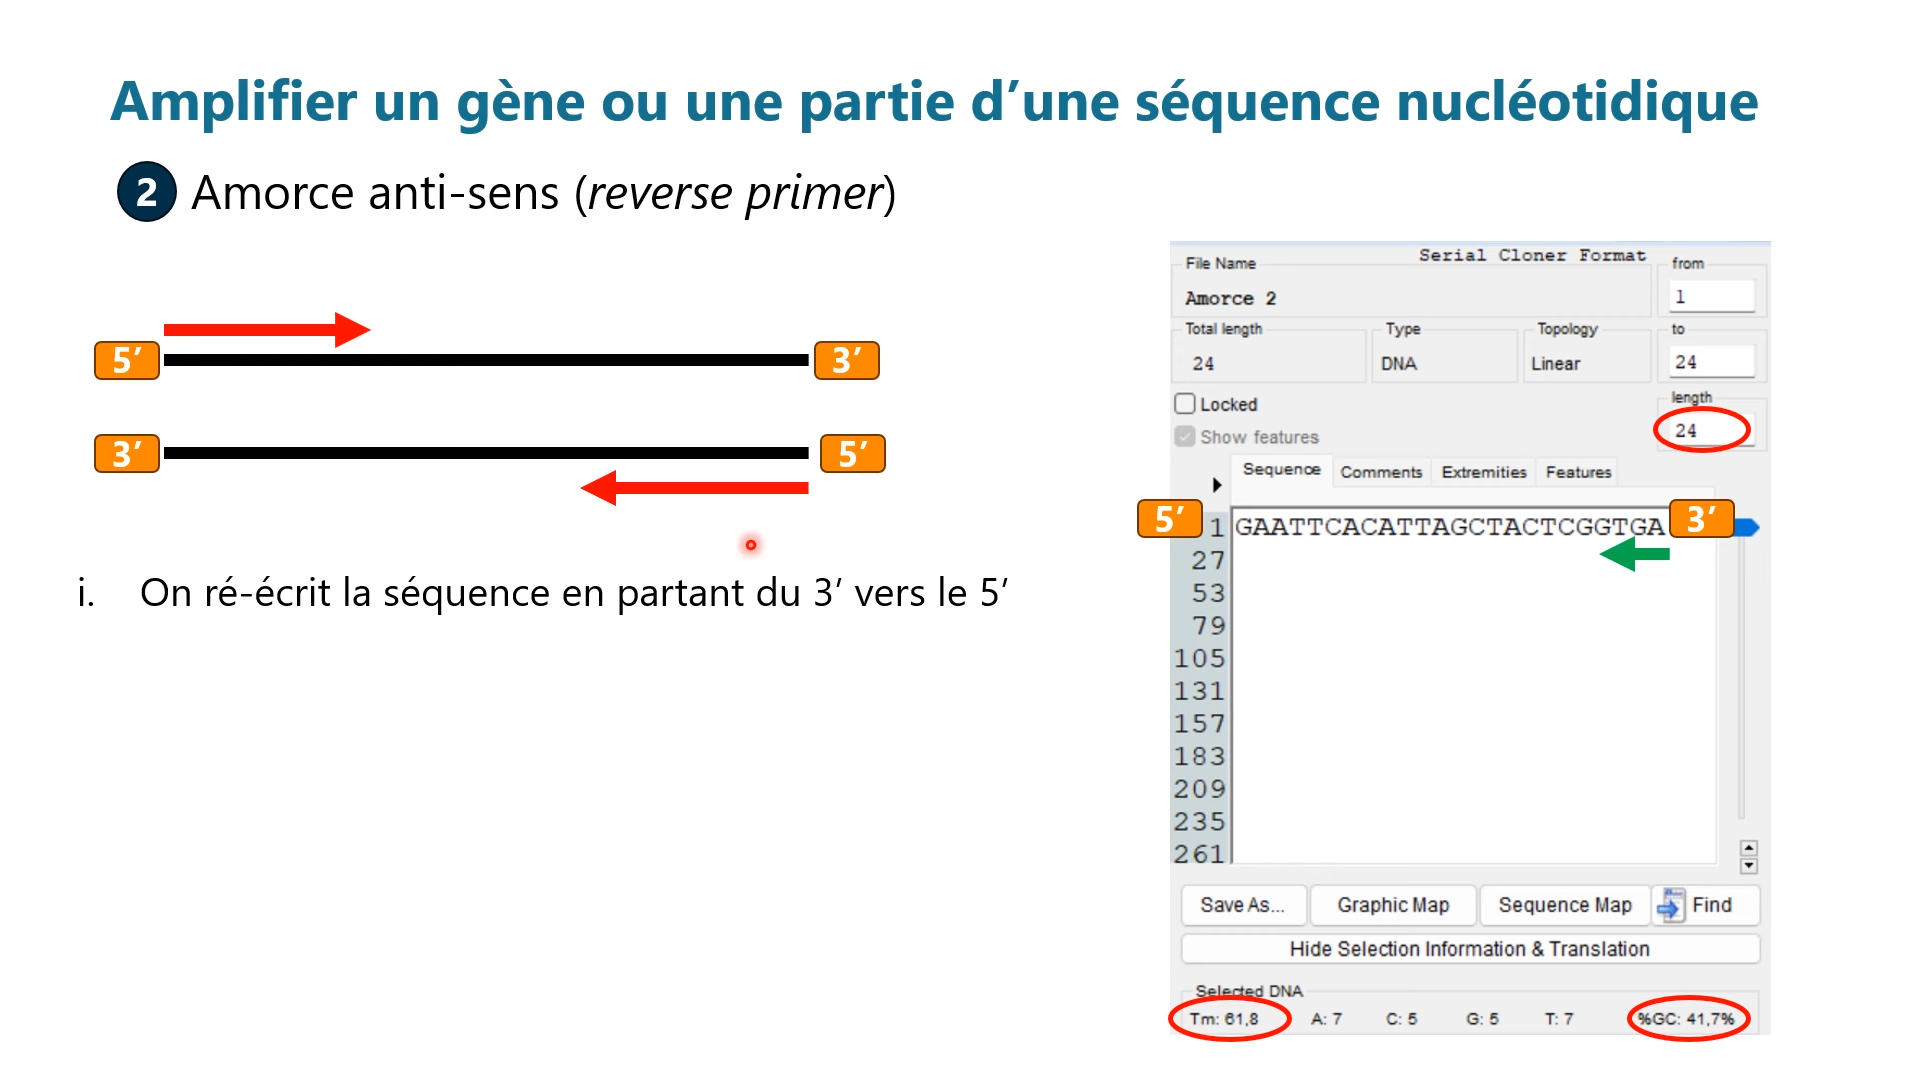 Amplifier un gène ou une partie d’une séquence nucléotidique
2 Amorce anti-sens (reverse primer)
5’ 3’
3’ 5’
i. On ré-écrit la séquence en partant du 3’ vers le 5’
Serial Cloner Format
File Name
Amorce 2
from
1
Total length
24
Type
DNA
Topology
Linear
to
24
Locked
length
24
Show features
Sequence Comments Extremities Features
5’ 1 GAATTCACATTAGCTACTCGGTGA 3’
27
53
79
105
131
157
183
209
235
261
Save As... Graphic Map Sequence Map Find
Hide Selection Information & Translation
Selected DNA
Tm: 61,8 A: 7 C: 5 G: 5 T: 7 %GC: 41,7%